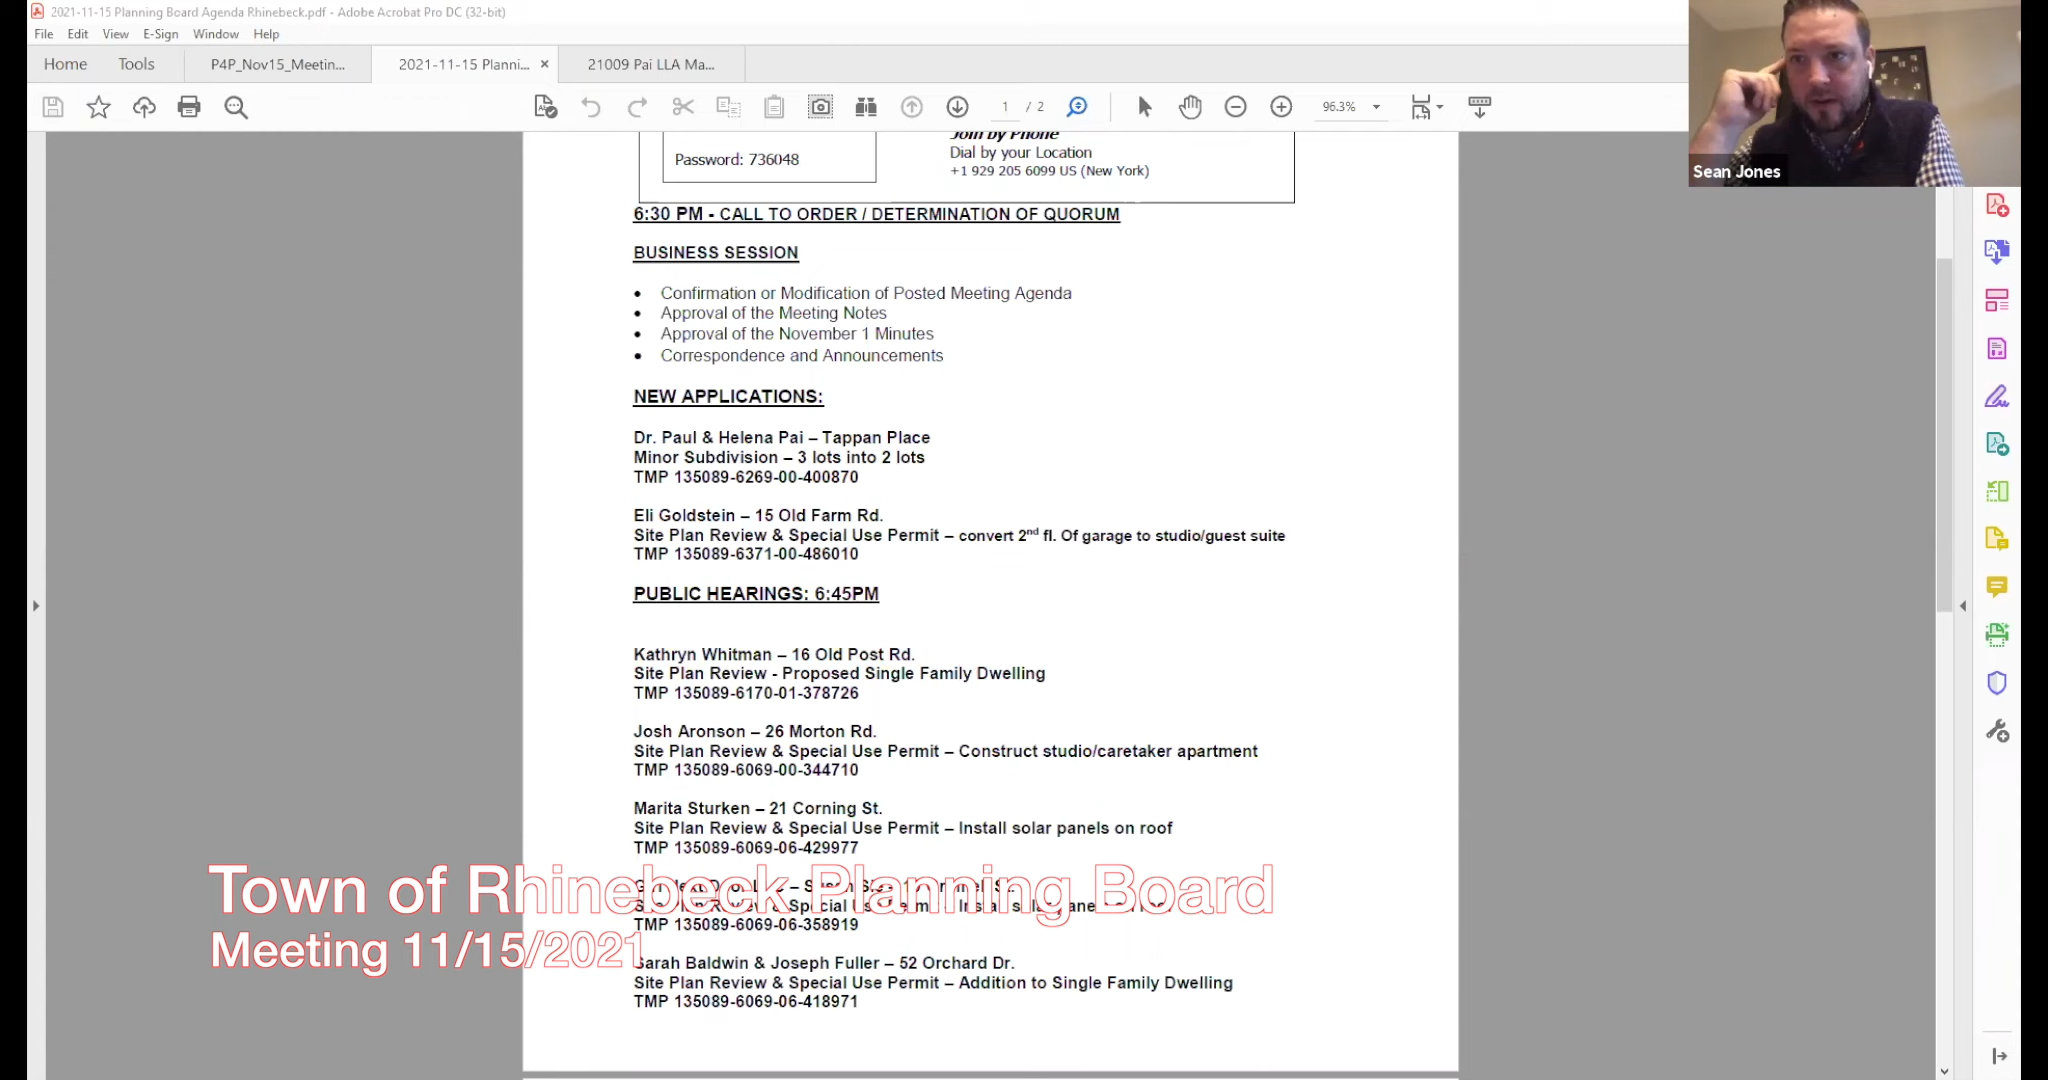 2021-11-15 Planning Board Agenda Rhinebeck.pdf - Adobe Acrobat Pro DC (32-bit)
File Edit View E-Sign Window Help
Home Tools P4P_Nov15_Meetin... 2021-11-15 Planni... × 21009 Pai LLA Ma...
1 / 2 96.3%
Sean Jones
Join by Phone
Password: 736048
Dial by your Location
+1 929 205 6099 US (New York)
6:30 PM - CALL TO ORDER / DETERMINATION OF QUORUM
BUSINESS SESSION
• Confirmation or Modification of Posted Meeting Agenda
• Approval of the Meeting Notes
• Approval of the November 1 Minutes
• Correspondence and Announcements
NEW APPLICATIONS:
Dr. Paul & Helena Pai – Tappan Place
Minor Subdivision – 3 lots into 2 lots
TMP 135089-6269-00-400870
Eli Goldstein – 15 Old Farm Rd.
Site Plan Review & Special Use Permit – convert 2nd fl. Of garage to studio/guest suite
TMP 135089-6371-00-486010
PUBLIC HEARINGS: 6:45PM
Kathryn Whitman – 16 Old Post Rd.
Site Plan Review - Proposed Single Family Dwelling
TMP 135089-6170-01-378726
Josh Aronson – 26 Morton Rd.
Site Plan Review & Special Use Permit – Construct studio/caretaker apartment
TMP 135089-6069-00-344710
Marita Sturken – 21 Corning St.
Site Plan Review & Special Use Permit – Install solar panels on roof
TMP 135089-6069-06-429977
Town of Rhinebeck Planning Board
Site Plan Review & Special Use Permit – Install solar panels on roof
TMP 135089-6069-06-358919
Meeting 11/15/2021
Sarah Baldwin & Joseph Fuller – 52 Orchard Dr.
Site Plan Review & Special Use Permit – Addition to Single Family Dwelling
TMP 135089-6069-06-418971